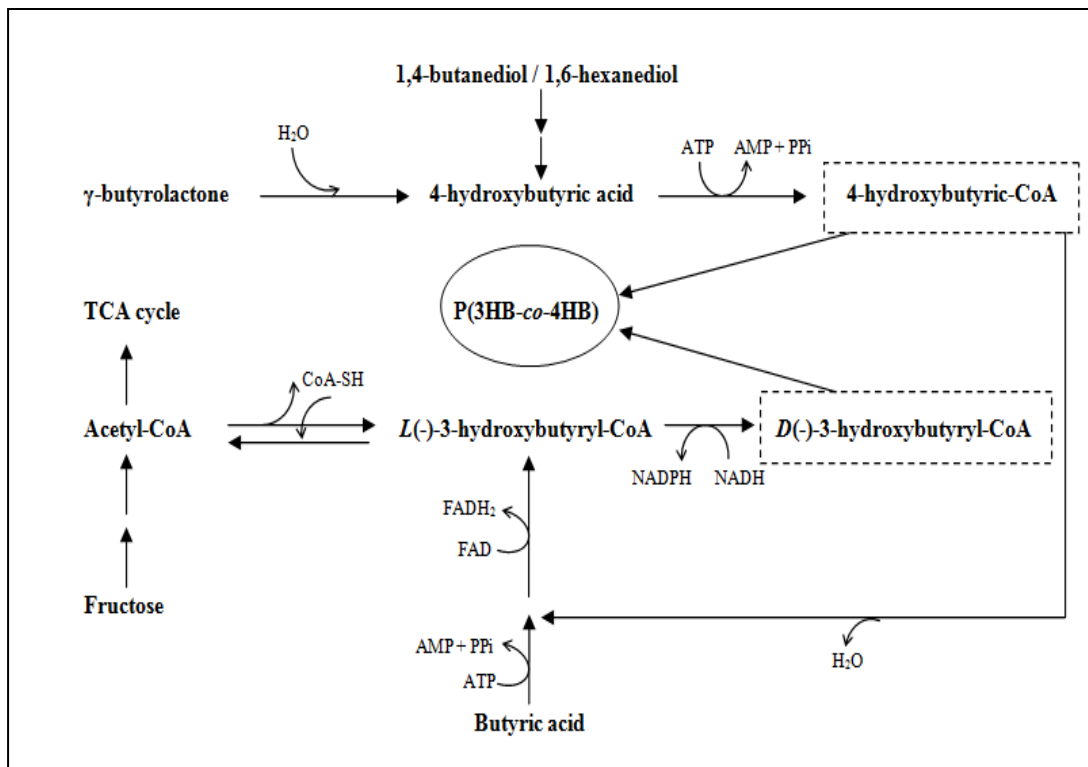 1,4-butanediol / 1,6-hexanediol
H₂O
ATP
AMP + PPi
γ-butyrolactone
4-hydroxybutyric acid
4-hydroxybutyric-CoA
P(3HB-co-4HB)
TCA cycle
CoA-SH
Acetyl-CoA
L(-)-3-hydroxybutyryl-CoA
D(-)-3-hydroxybutyryl-CoA
NADPH
NADH
FADH₂
FAD
Fructose
AMP + PPi
H₂O
ATP
Butyric acid